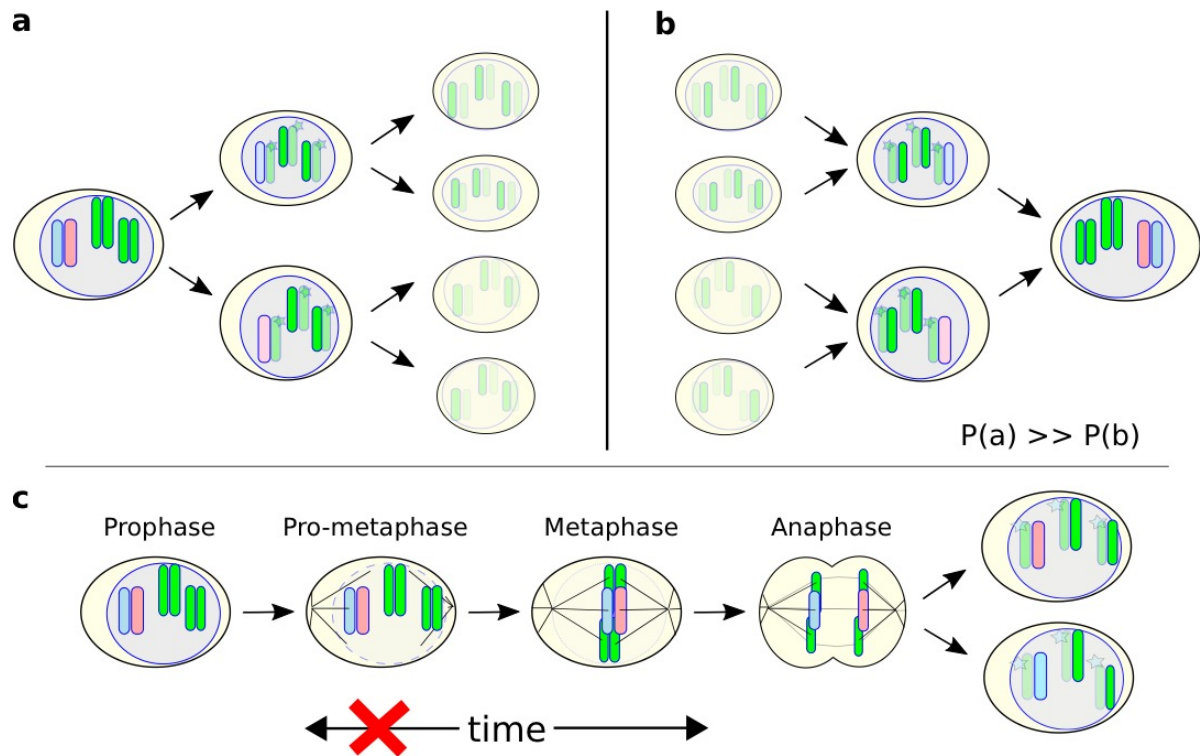 a
b
P(a) >> P(b)
c
Prophase
Pro-metaphase
Metaphase
Anaphase
time